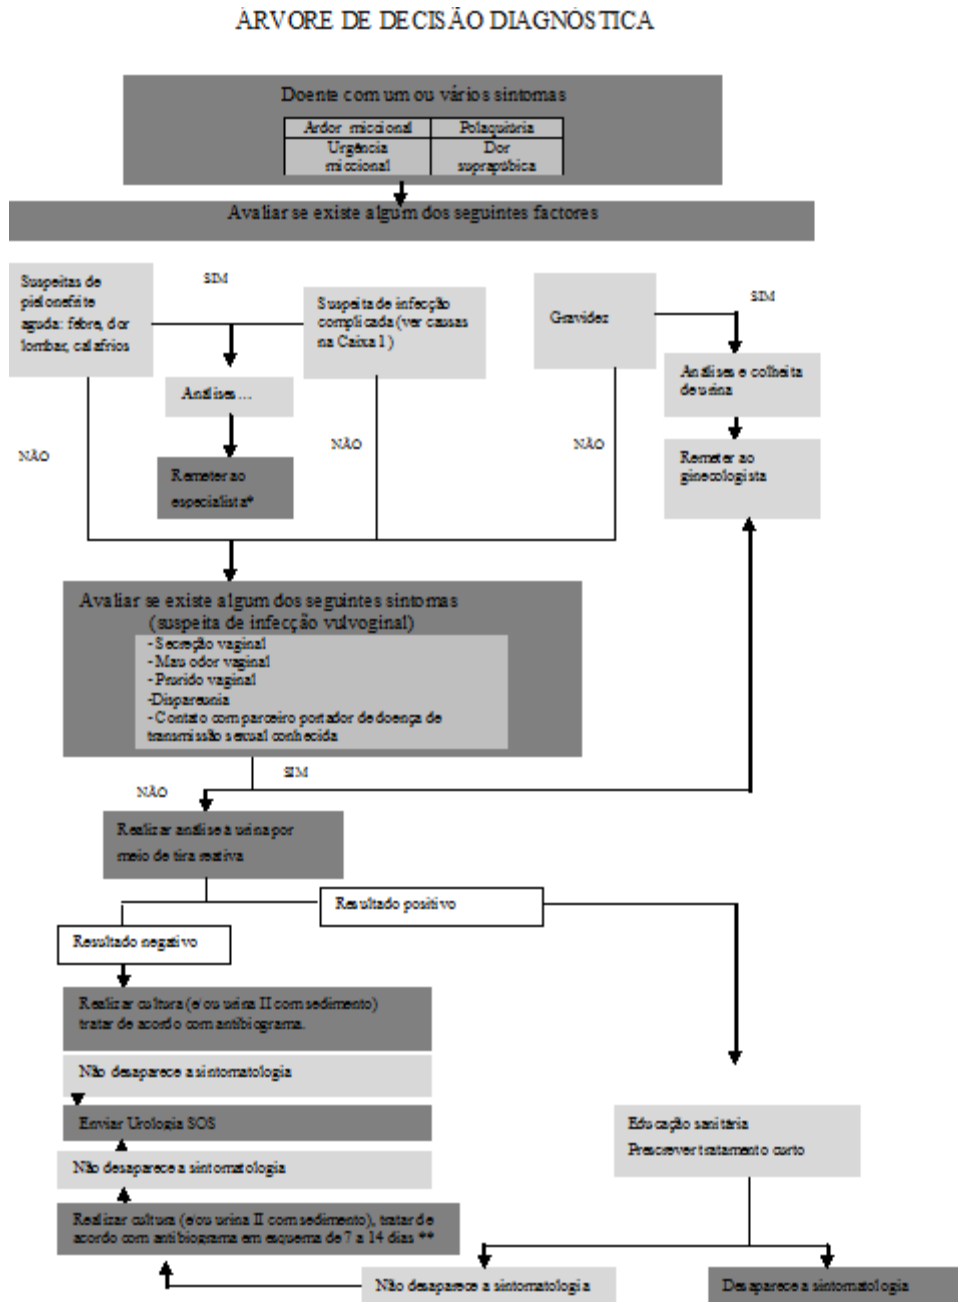 ÁRVORE DE DECISÃO DIAGNÓSTICA
Doente com um ou vários sintomas
Ardor miccional
Polaquiúria
Urgência
miccional
Dor
suprapúbica
Avaliar se existe algum dos seguintes factores
Suspeitas de
pielonefrite
aguda: febre, dor
lombar, calafrios
SIM
Suspeita de infecção
complicada (ver causas
na Caixa 1)
Gravidez
SIM
Análises...
Análises e colheita
de urina
NÃO
NÃO
NÃO
Remeter ao
especialista*
Remeter ao
ginecologista
Avaliar se existe algum dos seguintes sintomas
(suspeita de infecção vulvoginal)
- Secreção vaginal
- Mau odor vaginal
- Prurido vaginal
-Dispareunia
- Contato com parceiro portador de doença de
transmissão sexual conhecida
SIM
NÃO
Realizar análise à urina por
meio de tira reativa
Resultado positivo
Resultado negativo
Realizar cultura (e/ou urina II com sedimento)
tratar de acordo com antibiograma.
Não desaparece a sintomatologia
Enviar Urologia SOS
Não desaparece a sintomatologia
Realizar cultura (e/ou urina II com sedimento), tratar de
acordo com antibiograma em esquema de 7 a 14 dias **
Educação sanitária
Prescrever tratamento curto
Não desaparece a sintomatologia
Desaparece a sintomatologia